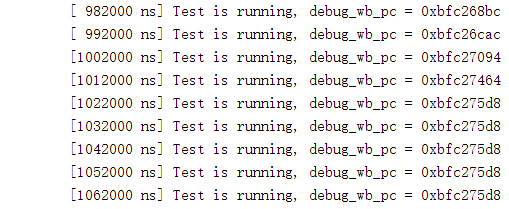 [ 982000 ns] Test is running, debug_wb_pc = 0xbfc268bc
[ 992000 ns] Test is running, debug_wb_pc = 0xbfc26cac
[1002000 ns] Test is running, debug_wb_pc = 0xbfc27094
[1012000 ns] Test is running, debug_wb_pc = 0xbfc27464
[1022000 ns] Test is running, debug_wb_pc = 0xbfc275d8
[1032000 ns] Test is running, debug_wb_pc = 0xbfc275d8
[1042000 ns] Test is running, debug_wb_pc = 0xbfc275d8
[1052000 ns] Test is running, debug_wb_pc = 0xbfc275d8
[1062000 ns] Test is running, debug_wb_pc = 0xbfc275d8